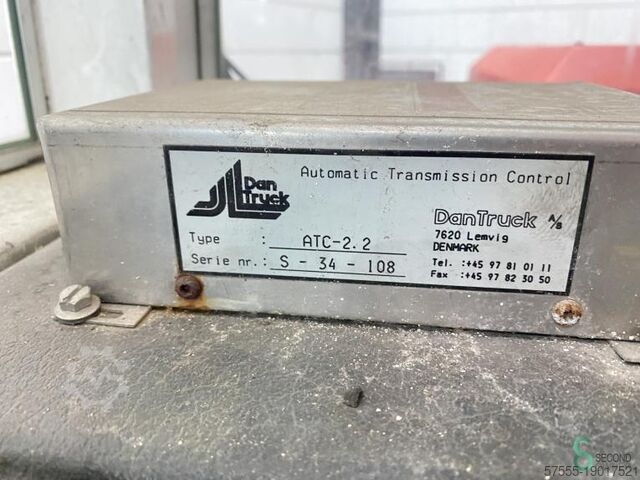 Dan Truck
Automatic Transmission Control
DanTruck A/S
7620 Lemvig
DENMARK
Type : ATC-2.2
Serie nr.: S - 34 - 108
Tel. :+45 97 81 01 11
Fax :+45 97 82 30 50
S SECOND
57555-19017521